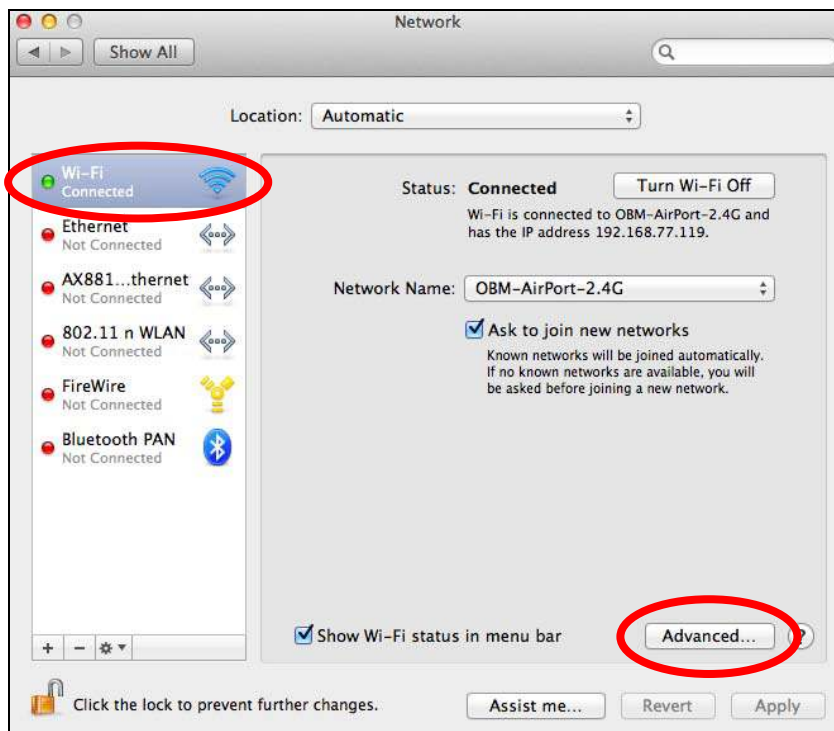 Network
Show All
Location: Automatic
Wi-Fi
Connected
Ethernet
Not Connected
AX881...thernet
Not Connected
802.11 n WLAN
Not Connected
FireWire
Not Connected
Bluetooth PAN
Not Connected
Status: Connected
Turn Wi-Fi Off
Wi-Fi is connected to OBM-AirPort-2.4G and
has the IP address 192.168.77.119.
Network Name: OBM-AirPort-2.4G
Ask to join new networks
Known networks will be joined automatically.
If no known networks are available, you will
be asked before joining a new network.
Show Wi-Fi status in menu bar
Advanced...
?
+ −
Click the lock to prevent further changes.
Assist me...
Revert
Apply